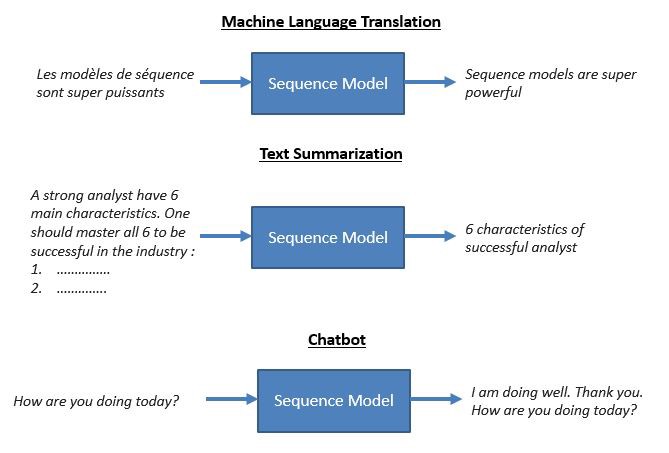 Machine Language Translation
Les modèles de séquence
sont super puissants
Sequence Model
Sequence models are super
powerful
Text Summarization
A strong analyst have 6
main characteristics. One
should master all 6 to be
successful in the industry :
1. ...............
2. ..............
Sequence Model
6 characteristics of
successful analyst
Chatbot
How are you doing today?
Sequence Model
I am doing well. Thank you.
How are you doing today?